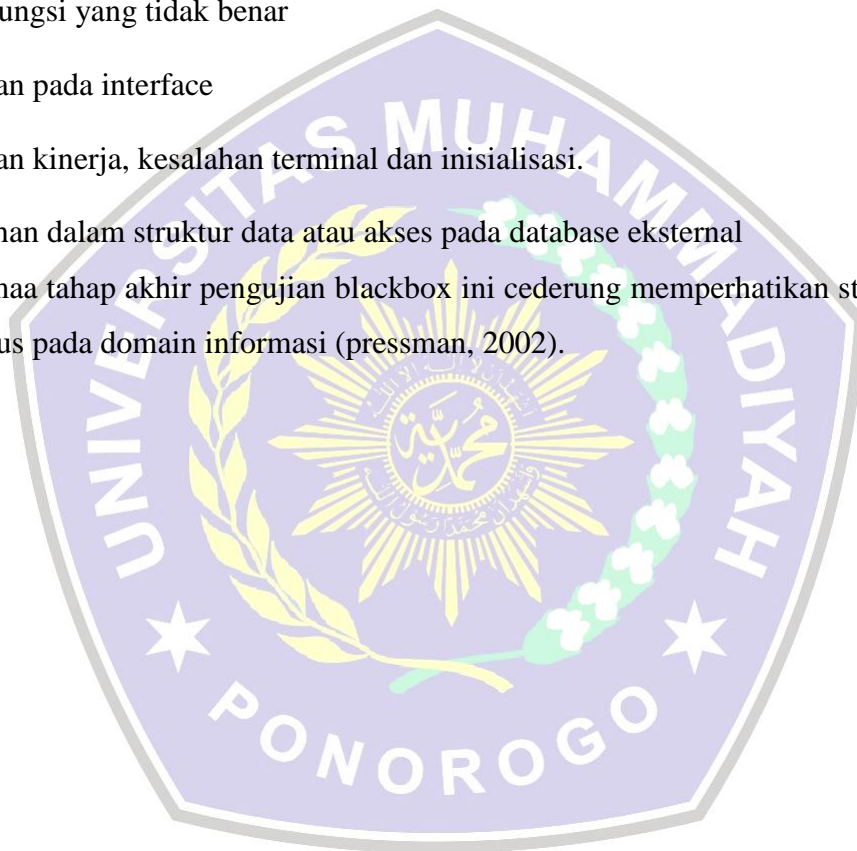 ungsi yang tidak benar
an pada interface
an kinerja, kesalahan terminal dan inisialisasi.
han dalam struktur data atau akses pada database eksternal
naa tahap akhir pengujian blackbox ini cederung memperhatikan st
us pada domain informasi (pressman, 2002).
UNIVERSITAS MUHAMMADIYAH
محمدية
PONOROGO